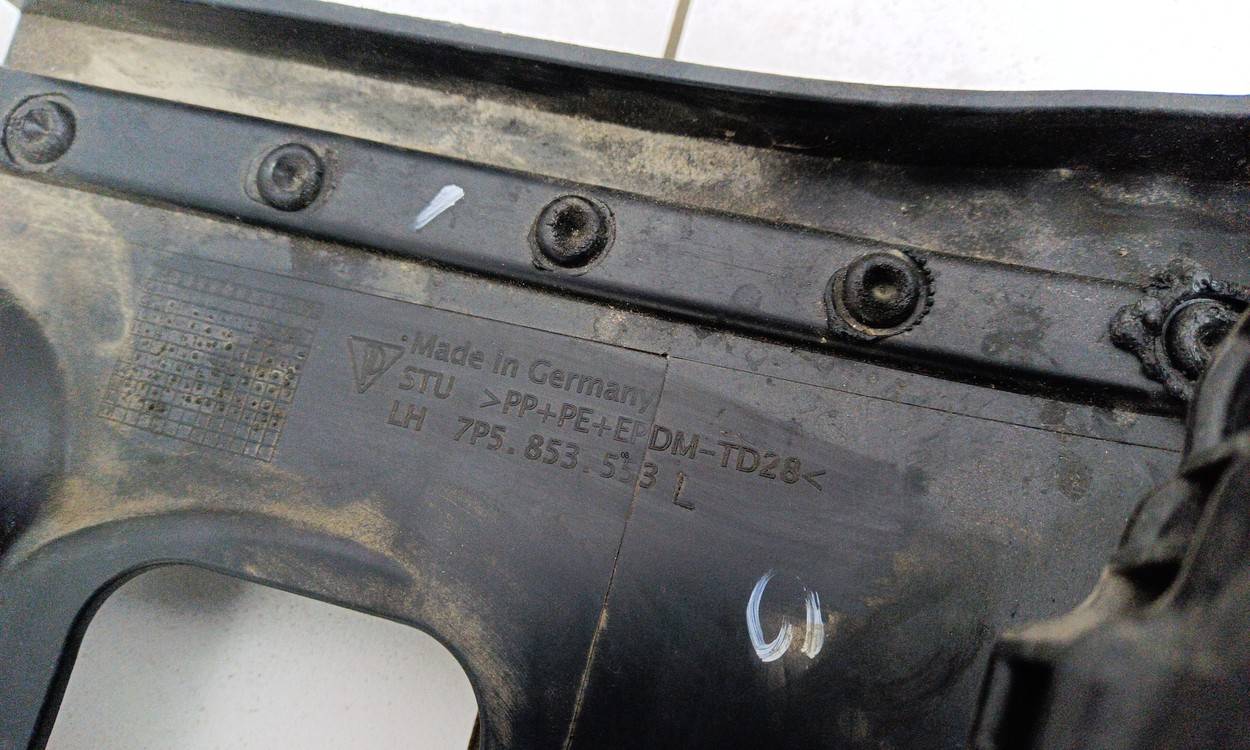 Made in Germany
STU >PP+PE+EPDM-TD28<
LH 7P5.853.553 L